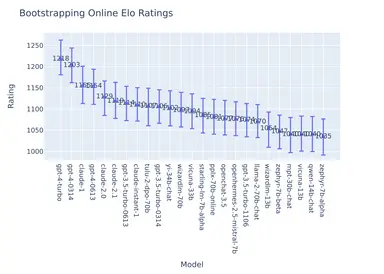 Bootstrapping Online Elo Ratings
Rating
1250
1200
1150
1100
1050
1000
1218
1203
1164
1129
1070
1035
gpt-4-turbo
gpt-4-0314
claude-1
gpt-4-0613
claude-2.0
claude-2.1
gpt-3.5-turbo-0613
claude-instant-1
tulu-2-dpo-70b
gpt-3.5-turbo-0314
yi-34b-chat
wizardlm-70b
vicuna-33b
starling-lm-7b-alpha
pplx-70b-online
openchat-3.5
openhermes-2.5-mistral-7b
gpt-3.5-turbo-1106
llama-2-70b-chat
wizardlm-13b
zephyr-7b-beta
mpt-30b-chat
vicuna-13b
qwen-14b-chat
zephyr-7b-alpha
Model